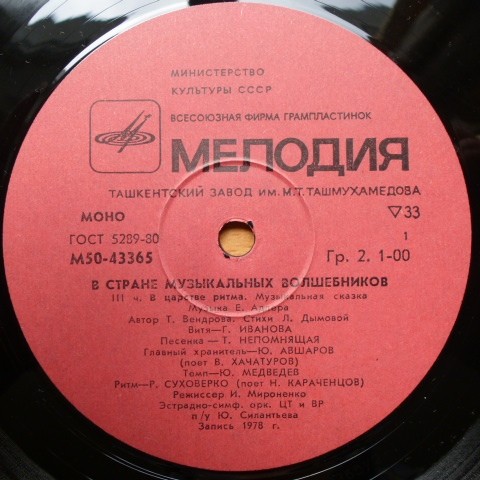 МИНИСТЕРСТВО
КУЛЬТУРЫ СССР
ВСЕСОЮЗНАЯ ФИРМА ГРАМПЛАСТИНОК
МЕЛОДИЯ
ТАШКЕНТСКИЙ ЗАВОД ИМ. М.Т. ТАШМУХАМЕДОВА
МОНО ▽33
ГОСТ 5289-80 1
М50-43365 Гр. 2. 1-00
В СТРАНЕ МУЗЫКАЛЬНЫХ ВОЛШЕБНИКОВ
III ч. В царстве ритма. Музыкальная сказка
Музыка Е. Адлера
Автор Т. Вендрова. Стихи Л. Дымовой
Витя—Г. ИВАНОВА
Песенка— Т. НЕПОМНЯЩАЯ
Главный хранитель—Ю. АВШАРОВ
(поет В. ХАЧАТУРОВ)
Темп—Ю. МЕДВЕДЕВ
Ритм—Р. СУХОВЕРКО (поет Н. КАРАЧЕНЦОВ)
Режиссер И. Мироненко
Эстрадно-симф. орк. ЦТ и ВР
п/у Ю. Силантьева
Запись 1978 г.